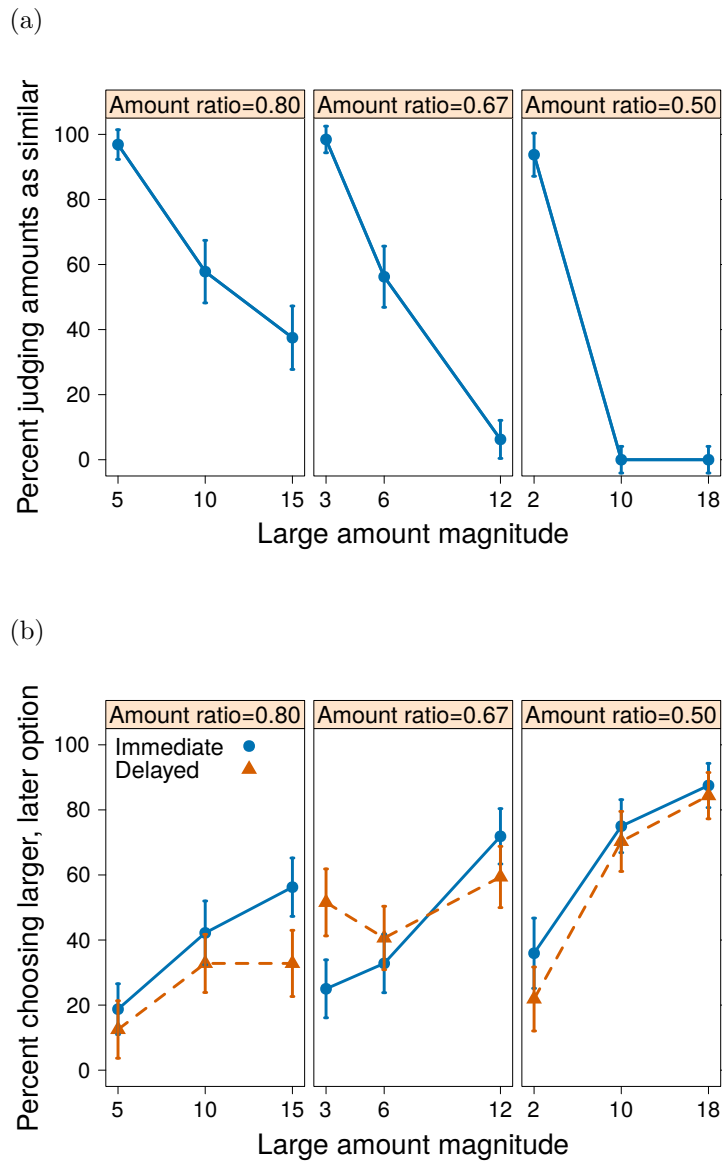 (a)
Amount ratio=0.80 Amount ratio=0.67 Amount ratio=0.50
Percent judging amounts as similar
100
80
60
40
20
0
5 10 15 3 6 12 2 10 18
Large amount magnitude
(b)
Amount ratio=0.80 Amount ratio=0.67 Amount ratio=0.50
Percent choosing larger, later option
100
80
60
40
20
0
Immediate
Delayed
5 10 15 3 6 12 2 10 18
Large amount magnitude